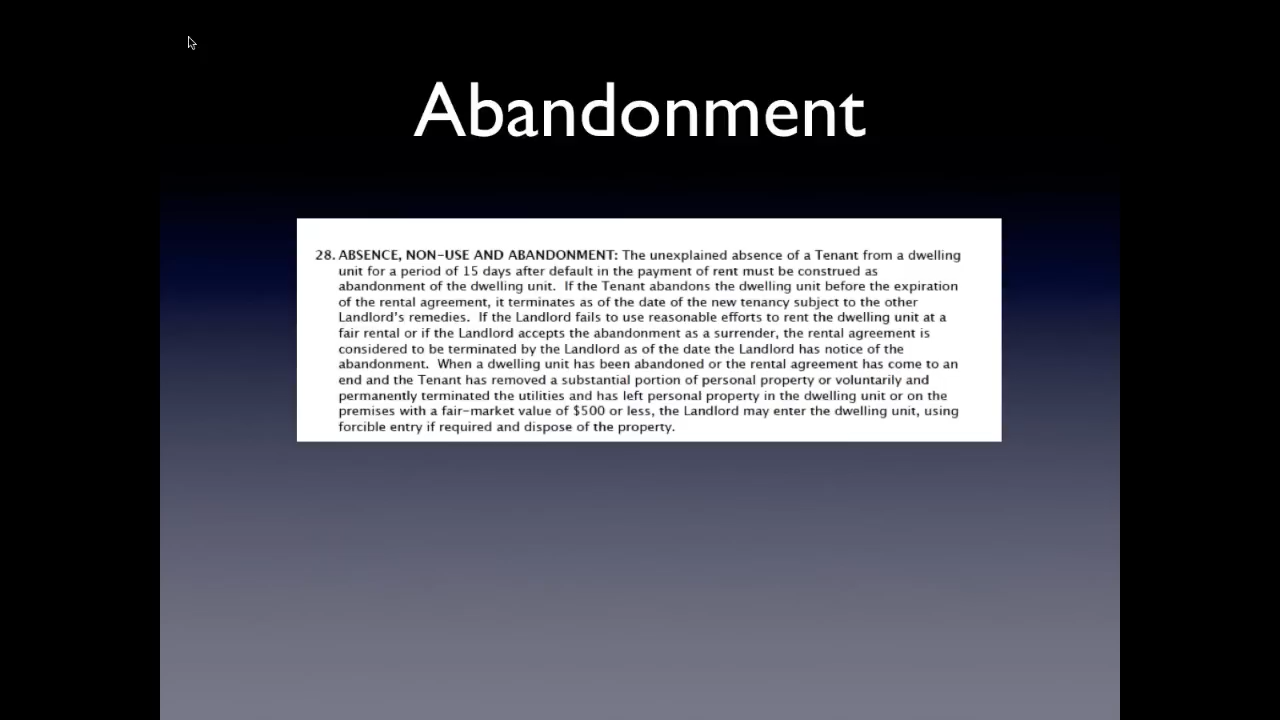 Abandonment
28. ABSENCE, NON-USE AND ABANDONMENT: The unexplained absence of a Tenant from a dwelling
unit for a period of 15 days after default in the payment of rent must be construed as
abandonment of the dwelling unit. If the Tenant abandons the dwelling unit before the expiration
of the rental agreement, it terminates as of the date of the new tenancy subject to the other
Landlord's remedies. If the Landlord fails to use reasonable efforts to rent the dwelling unit at a
fair rental or if the Landlord accepts the abandonment as a surrender, the rental agreement is
considered to be terminated by the Landlord as of the date the Landlord has notice of the
abandonment. When a dwelling unit has been abandoned or the rental agreement has come to an
end and the Tenant has removed a substantial portion of personal property or voluntarily and
permanently terminated the utilities and has left personal property in the dwelling unit or on the
premises with a fair-market value of $500 or less, the Landlord may enter the dwelling unit, using
forcible entry if required and dispose of the property.